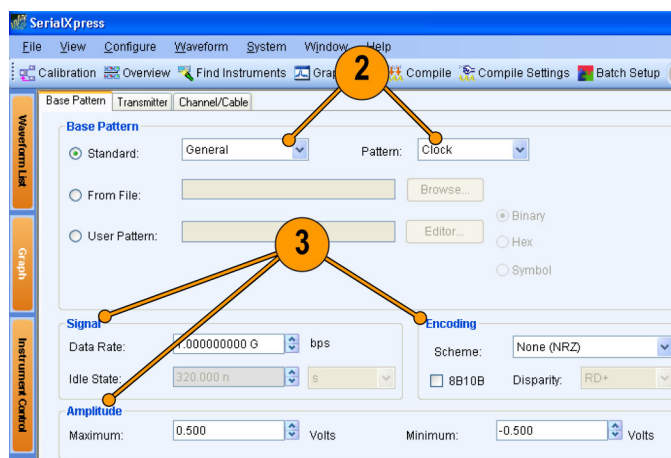 SerialXpress
File View Configure Waveform System Window Help
Calibration Overview Find Instruments Compile Compile Settings Batch Setup
2
Base Pattern Transmitter Channel/Cable
Waveform List
Graph
Instrument Control
Base Pattern
Standard: General Pattern: Clock
From File: Browse...
User Pattern: Editor...
Binary
Hex
Symbol
3
Signal
Data Rate: 1.000000000 G bps
Idle State: 320.000 n s
Encoding
Scheme: None (NRZ)
8B10B Disparity: RD+
Amplitude
Maximum: 0.500 Volts Minimum: -0.500 Volts